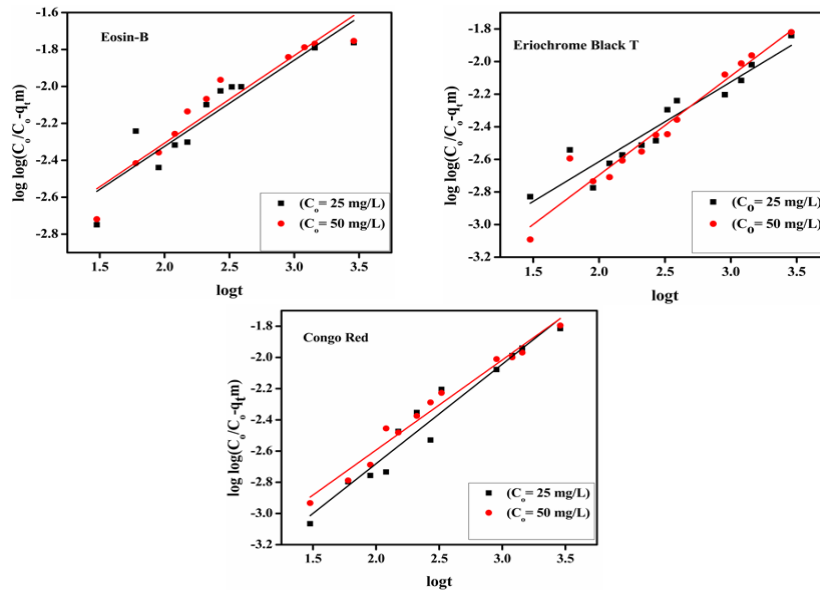 Eosin-B
-1.6
-1.8
-2.0
-2.2
-2.4
-2.6
-2.8
log log(Co/Co-qtm)
(Co= 25 mg/L)
(Co= 50 mg/L)
1.5 2.0 2.5 3.0 3.5
logt
Eriochrome Black T
-1.6
-1.8
-2.0
-2.2
-2.4
-2.6
-2.8
-3.0
-3.2
log log(Co/Co-qtm)
(Co= 25 mg/L)
(Co= 50 mg/L)
1.5 2.0 2.5 3.0 3.5
logt
Congo Red
-1.8
-2.0
-2.2
-2.4
-2.6
-2.8
-3.0
-3.2
log log(Co/Co-qtm)
(Co= 25 mg/L)
(Co= 50 mg/L)
1.5 2.0 2.5 3.0 3.5
logt